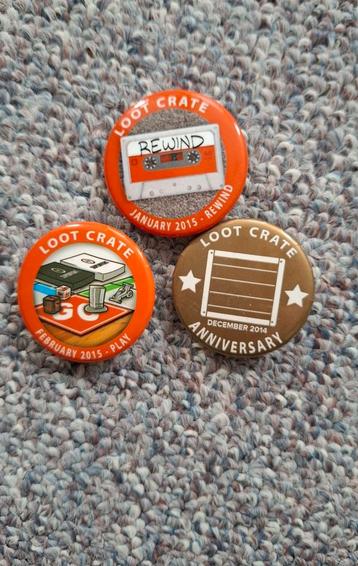 LOOT CRATE
REWIND
JANUARY 2015 - REWIND
LOOT CRATE
GO
FEBRUARY 2015 - PLAY
LOOT CRATE
DECEMBER 2014
ANNIVERSARY